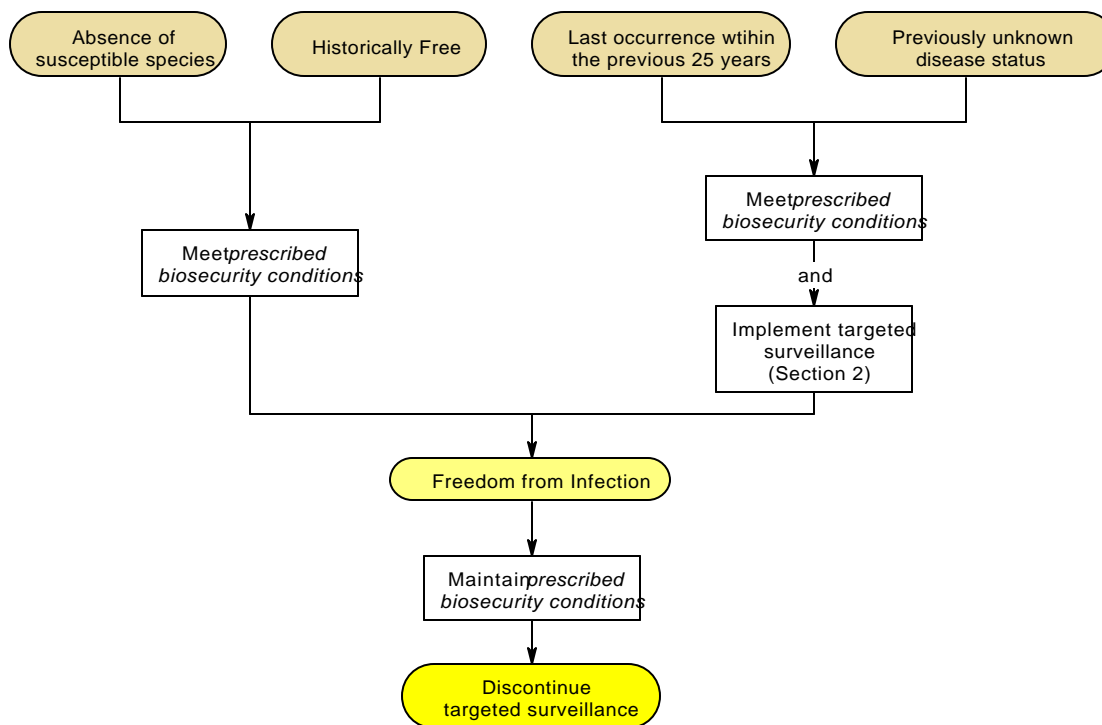 Absence of
susceptible species
Historically Free
Last occurrence wtihin
the previous 25 years
Previously unknown
disease status
Meet prescribed
biosecurity conditions
Meet prescribed
biosecurity conditions
and
Implement targeted
surveillance
(Section 2)
Freedom from Infection
Maintain prescribed
biosecurity conditions
Discontinue
targeted surveillance